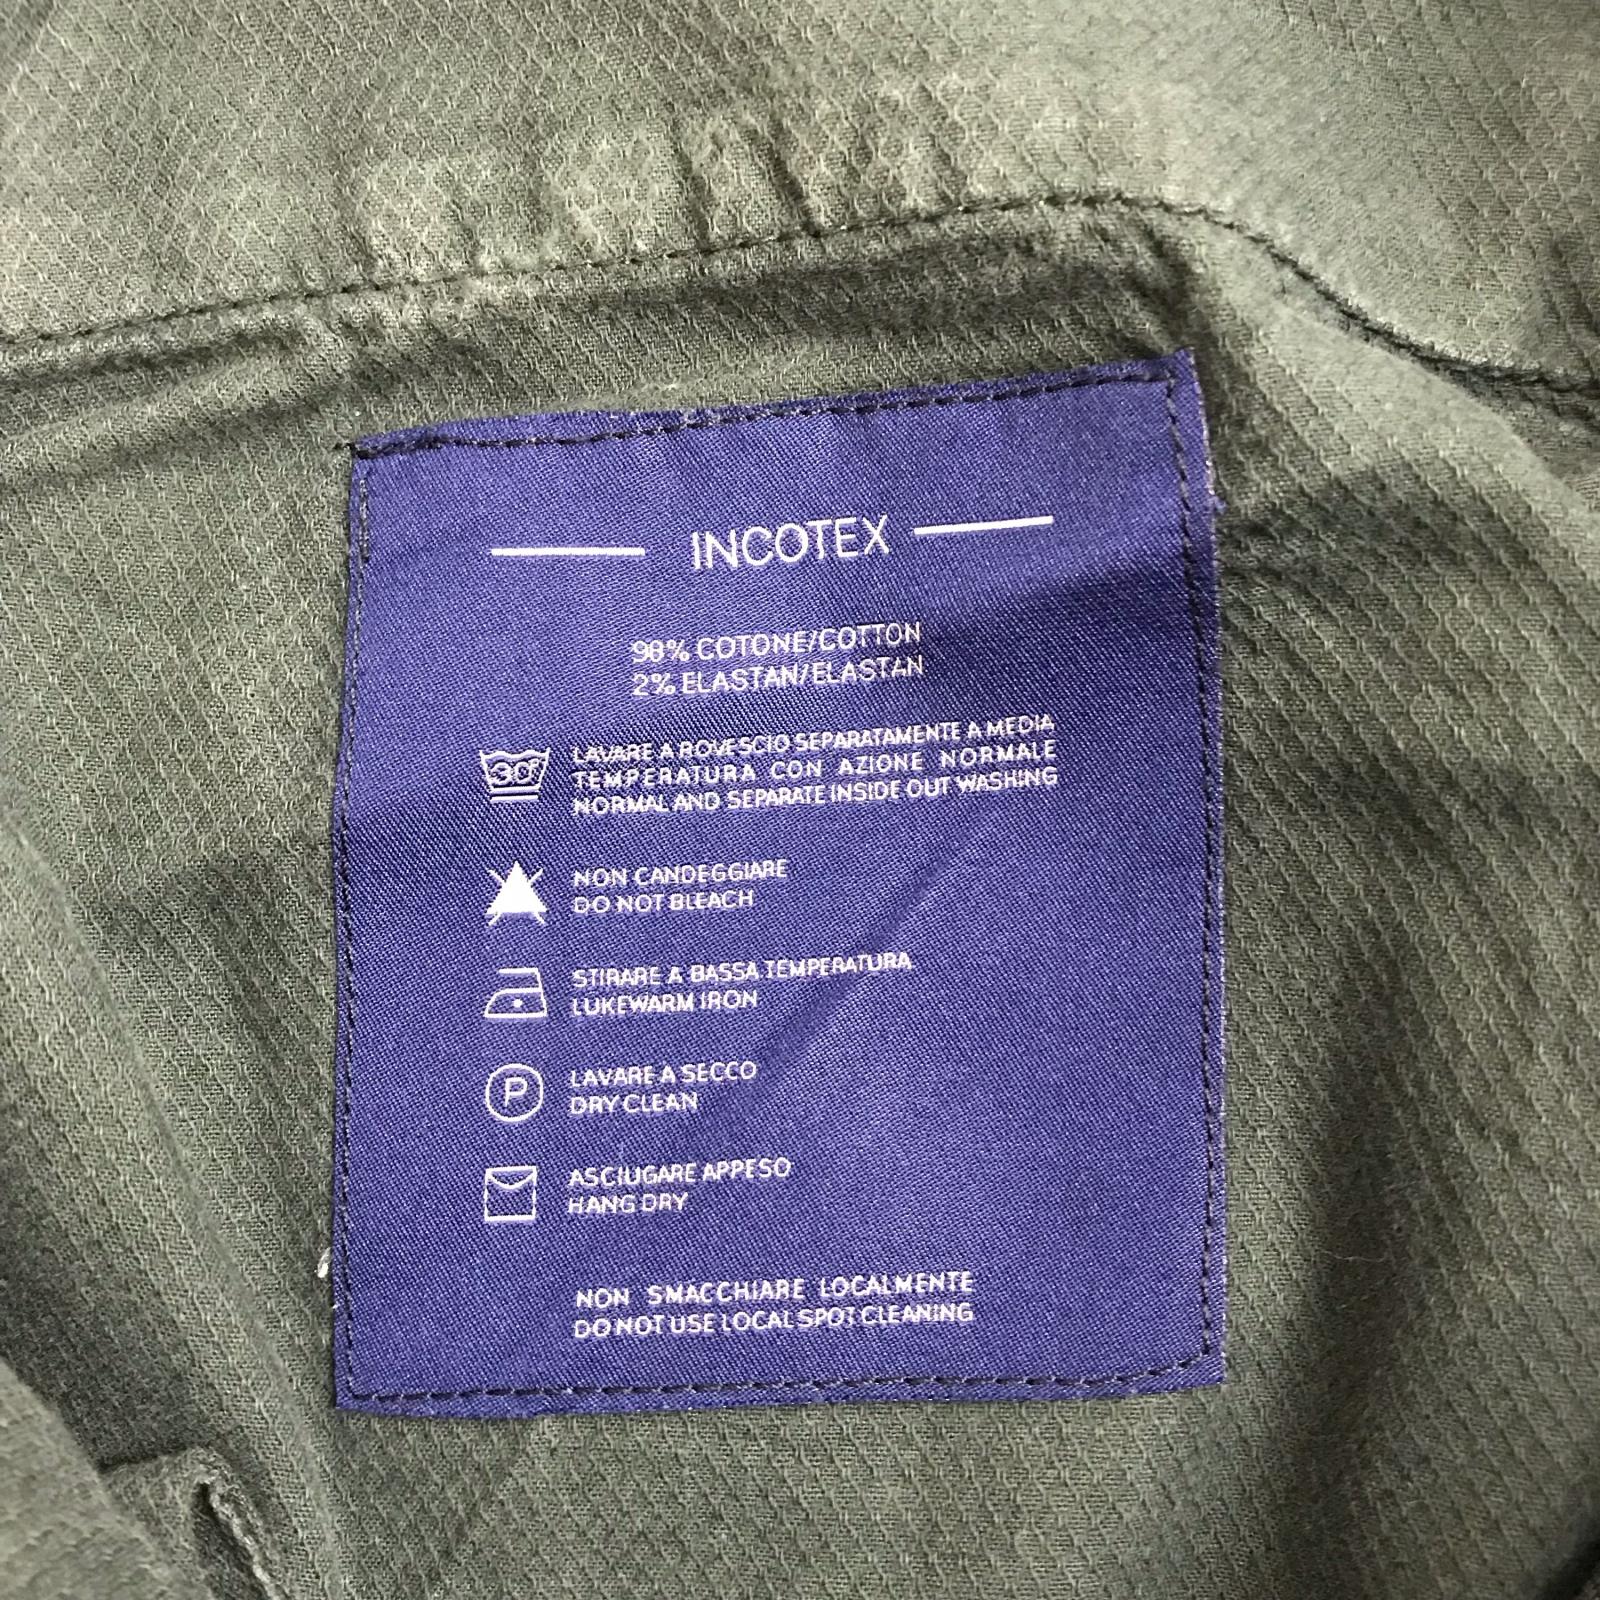 INCOTEX
98% COTONE/COTTON
2% ELASTAN/ELASTAN
30°
LAVARE A ROVESCIO SEPARATAMENTE A MEDIA
TEMPERATURA CON AZIONE NORMALE
NORMAL AND SEPARATE INSIDE OUT WASHING
NON CANDEGGIARE
DO NOT BLEACH
STIRARE A BASSA TEMPERATURA
LUKEWARM IRON
P
LAVARE A SECCO
DRY CLEAN
ASCIUGARE APPESO
HANG DRY
NON SMACCHIARE LOCALMENTE
DO NOT USE LOCAL SPOT CLEANING